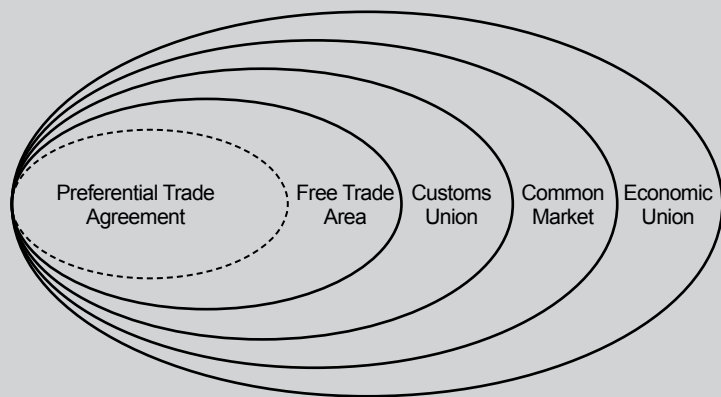 Preferential Trade
Agreement
Free Trade
Area
Customs
Union
Common
Market
Economic
Union